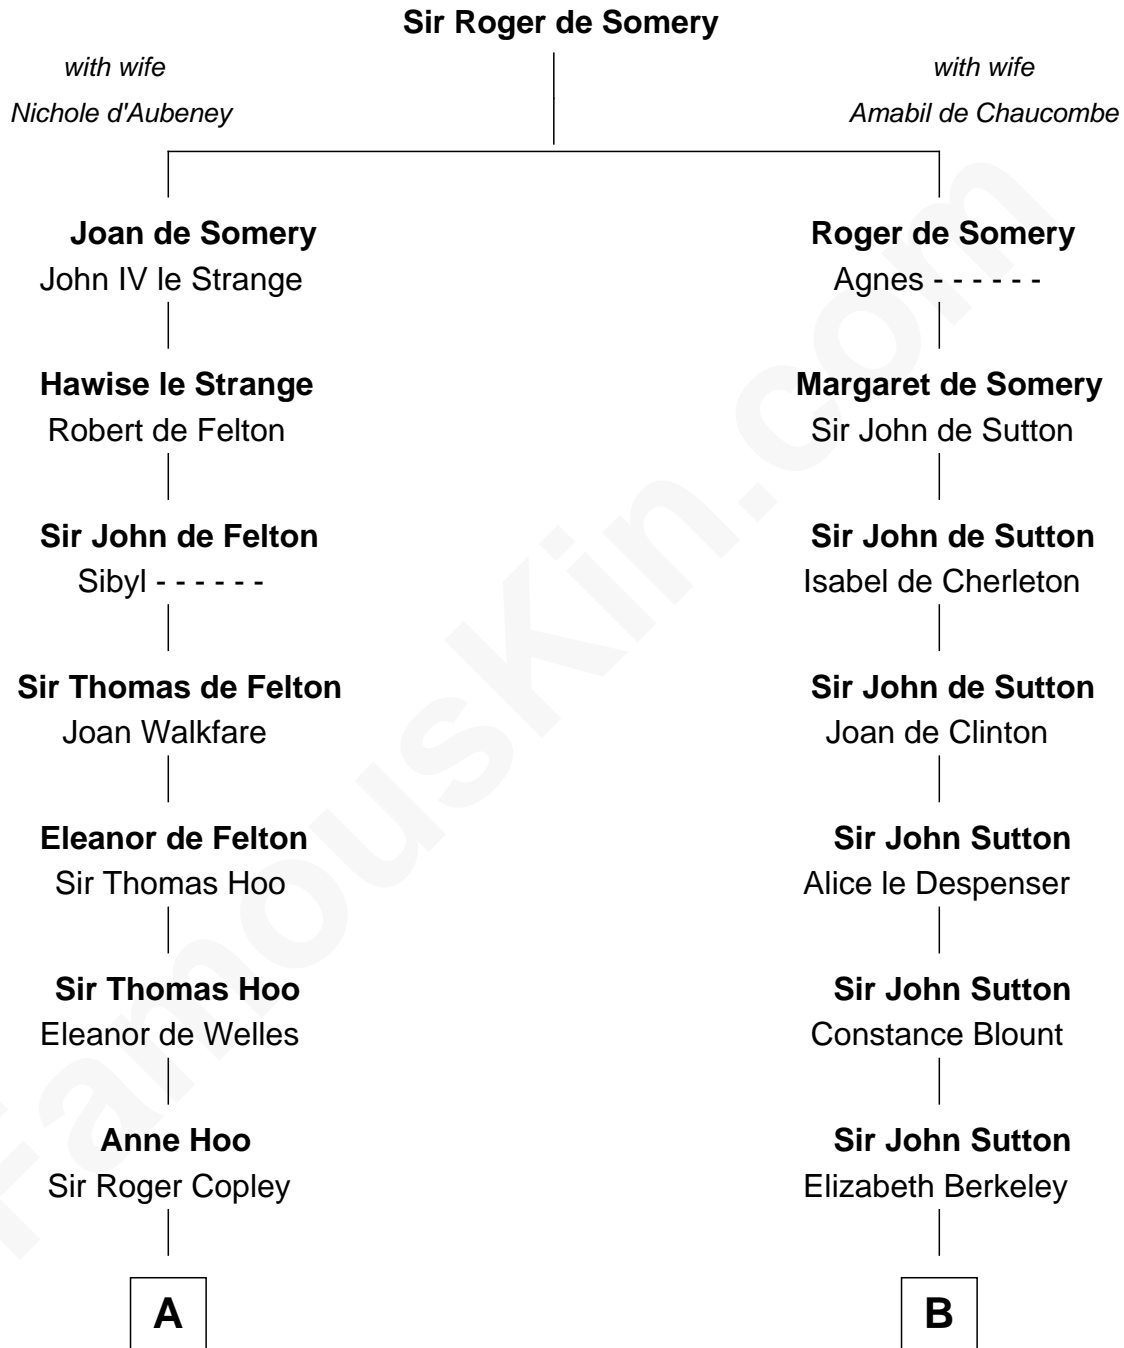 Sir Roger de Somery
with wife
Nichole d'Aubeney
with wife
Amabil de Chaucombe
Joan de Somery
John IV le Strange
Roger de Somery
Agnes - - - - - -
Hawise le Strange
Robert de Felton
Margaret de Somery
Sir John de Sutton
Sir John de Felton
Sibyl - - - - - -
Sir John de Sutton
Isabel de Cherleton
Sir Thomas de Felton
Joan Walkfare
Sir John de Sutton
Joan de Clinton
Eleanor de Felton
Sir Thomas Hoo
Sir John Sutton
Alice le Despenser
Sir Thomas Hoo
Eleanor de Welles
Sir John Sutton
Constance Blount
Anne Hoo
Sir Roger Copley
Sir John Sutton
Elizabeth Berkeley
A
B
FamousKin.com